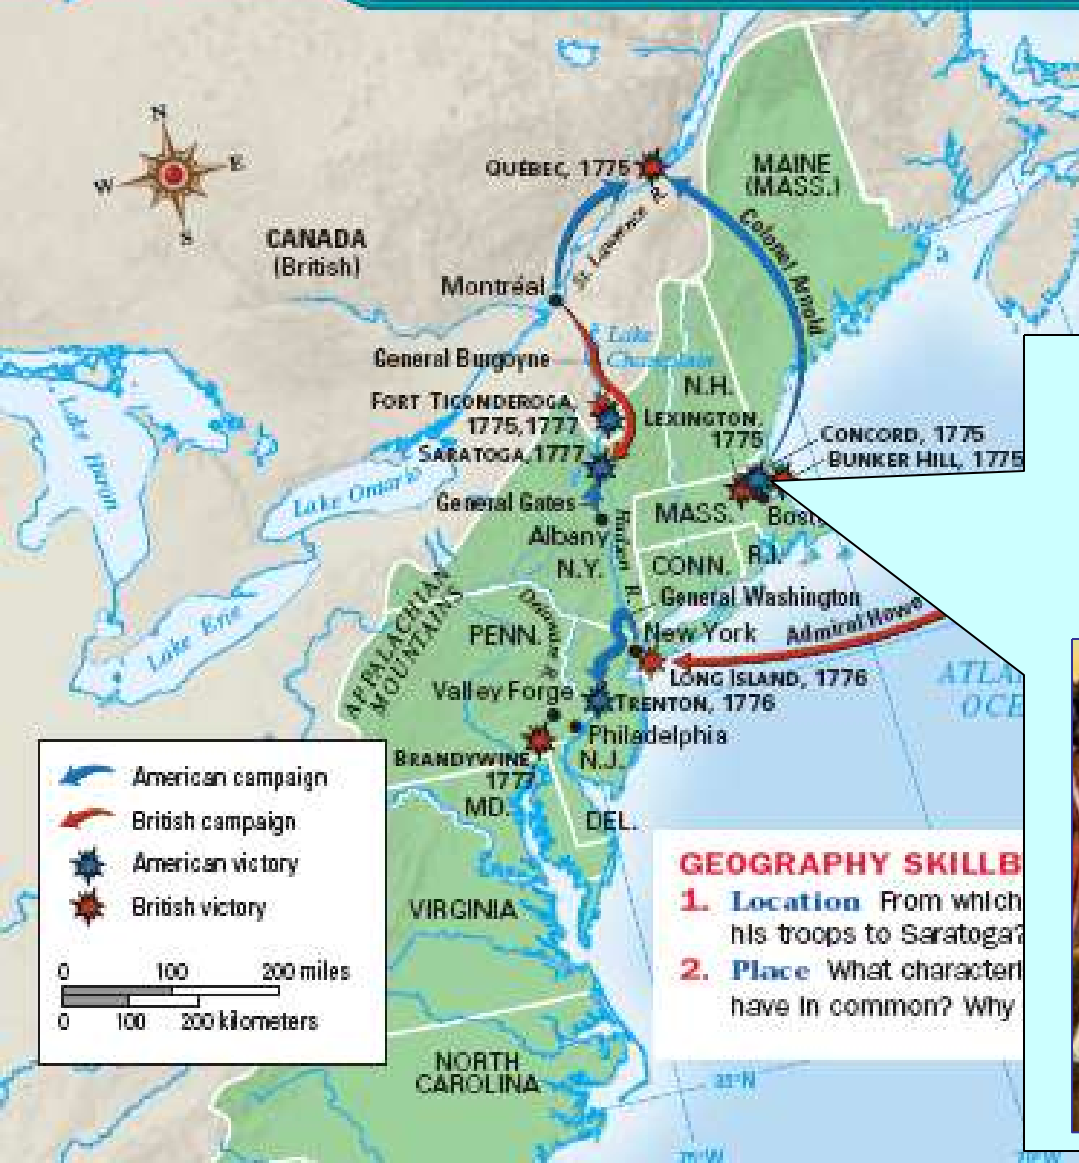 N
E
W
S
QUÉBEC, 1775
MAINE
(MASS.)
St. Lawrence R.
Colonel Arnold
CANADA
(British)
Montréal
Lake
Champlain
General Burgoyne
N.H.
FORT TICONDEROGA,
1775, 1777
LEXINGTON,
1775
CONCORD, 1775
BUNKER HILL, 1775
SARATOGA, 1777
Lake Huron
Lake Ontario
General Gates
MASS.
Albany
Hudson R.
N.Y.
CONN.
R.I.
General Washington
APPALACHIAN
MOUNTAINS
Delaware R.
Lake Erie
PENN.
New York
Admiral Howe
LONG ISLAND, 1776
Valley Forge
TRENTON, 1776
Philadelphia
BRANDYWINE,
1777
N.J.
MD.
DEL.
American campaign
British campaign
American victory
British victory
0 100 200 miles
0 100 200 kilometers
VIRGINIA
NORTH
CAROLINA
GEOGRAPHY SKILLB
1. Location From which
his troops to Saratoga?
2. Place What characteri
have in common? Why